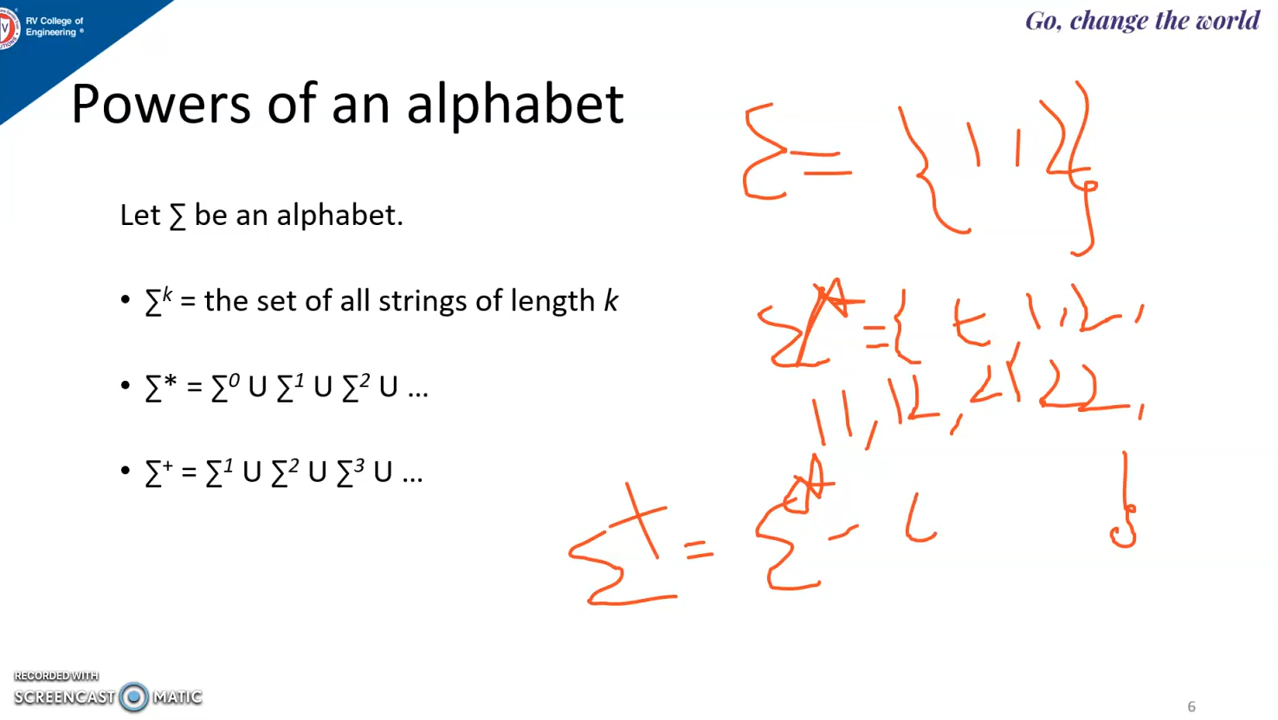 RV College of
Engineering®
Go, change the world
Powers of an alphabet
Let ∑ be an alphabet.
• ∑ᵏ = the set of all strings of length k
• ∑* = ∑⁰ U ∑¹ U ∑² U …
• ∑⁺ = ∑¹ U ∑² U ∑³ U …
Σ = { 1, 2 }
Σ* = { ϵ 1, 2,
11, 12, 21 22,
Σ⁺ = Σ* -
RECORDED WITH
SCREENCAST MATIC
6